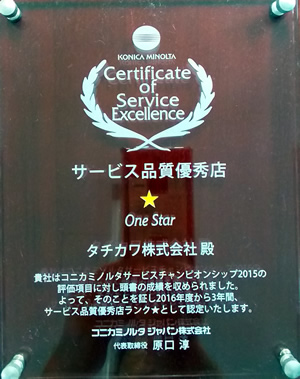 KONICA MINOLTA
Certificate
of
Service
Excellence
サービス品質優秀店
★
One Star
タチカワ株式会社 殿
貴社はコニカミノルタサービスチャンピオンシップ2015の
評価項目に対し頭書の成績を収められました。
よって、そのことを証し2016年度から3年間、
サービス品質優秀店ランク★として認定いたします。
コニカミノルタ ジャパン株式会社
代表取締役 原口 淳